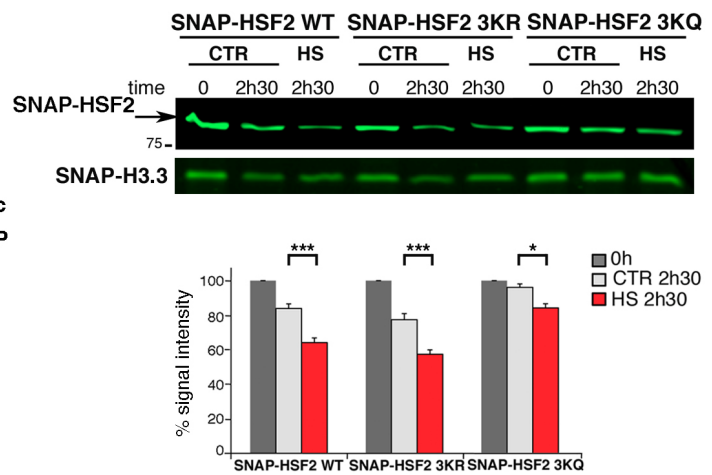 SNAP-HSF2 WT SNAP-HSF2 3KR SNAP-HSF2 3KQ
CTR HS CTR HS CTR HS
time 0 2h30 2h30 0 2h30 2h30 0 2h30 2h30
SNAP-HSF2
75
SNAP-H3.3
*** *** *
0h
CTR 2h30
HS 2h30
% signal intensity
100
80
60
40
20
0
SNAP-HSF2 WT SNAP-HSF2 3KR SNAP-HSF2 3KQ